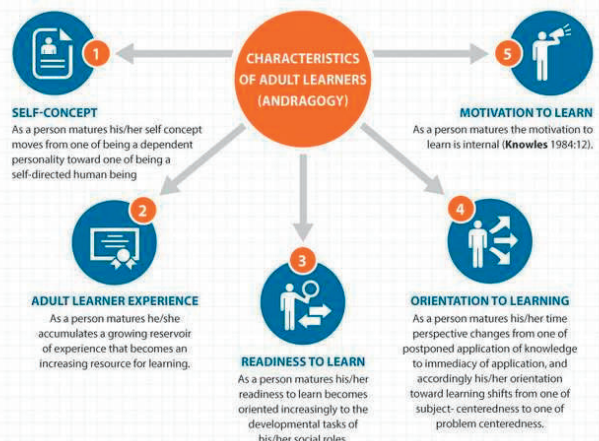 CHARACTERISTICS
OF ADULT LEARNERS
(ANDRAGOGY)
1
SELF-CONCEPT
As a person matures his/her self concept
moves from one of being a dependent
personality toward one of being a
self-directed human being
2
ADULT LEARNER EXPERIENCE
As a person matures he/she
accumulates a growing reservoir
of experience that becomes an
increasing resource for learning.
3
READINESS TO LEARN
As a person matures his/her
readiness to learn becomes
oriented increasingly to the
developmental tasks of
his/her social roles
4
ORIENTATION TO LEARNING
As a person matures his/her time
perspective changes from one of
postponed application of knowledge
to immediacy of application, and
accordingly his/her orientation
toward learning shifts from one of
subject- centeredness to one of
problem centeredness.
5
MOTIVATION TO LEARN
As a person matures the motivation to
learn is internal (Knowles 1984:12).